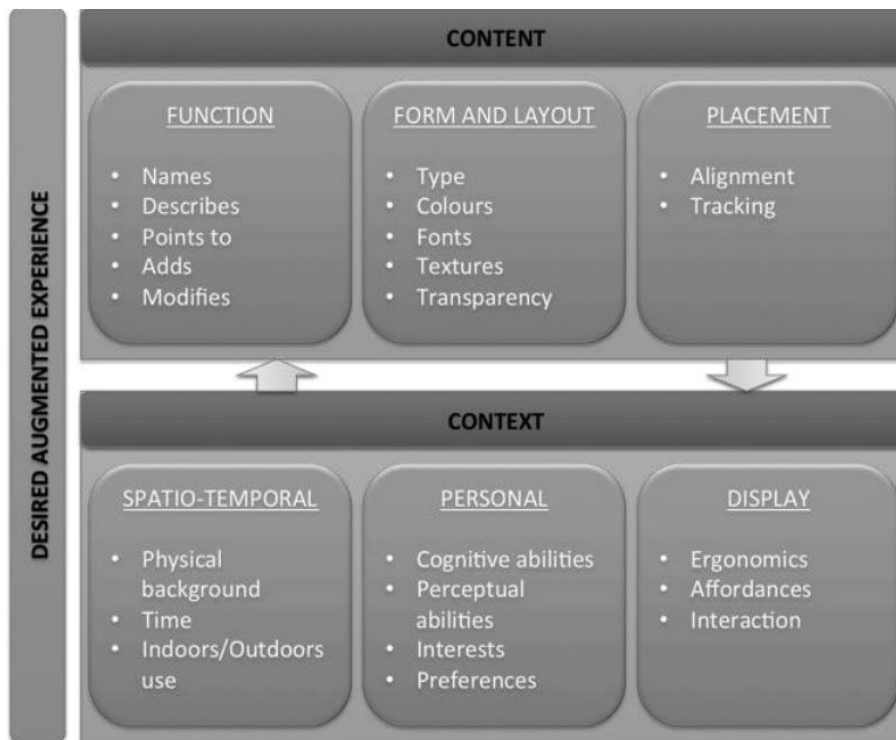 DESIRED AUGMENTED EXPERIENCE
CONTENT
FUNCTION
• Names
• Describes
• Points to
• Adds
• Modifies
FORM AND LAYOUT
• Type
• Colours
• Fonts
• Textures
• Transparency
PLACEMENT
• Alignment
• Tracking
CONTEXT
SPATIO-TEMPORAL
• Physical
background
• Time
• Indoors/Outdoors
use
PERSONAL
• Cognitive abilities
• Perceptual
abilities
• Interests
• Preferences
DISPLAY
• Ergonomics
• Affordances
• Interaction